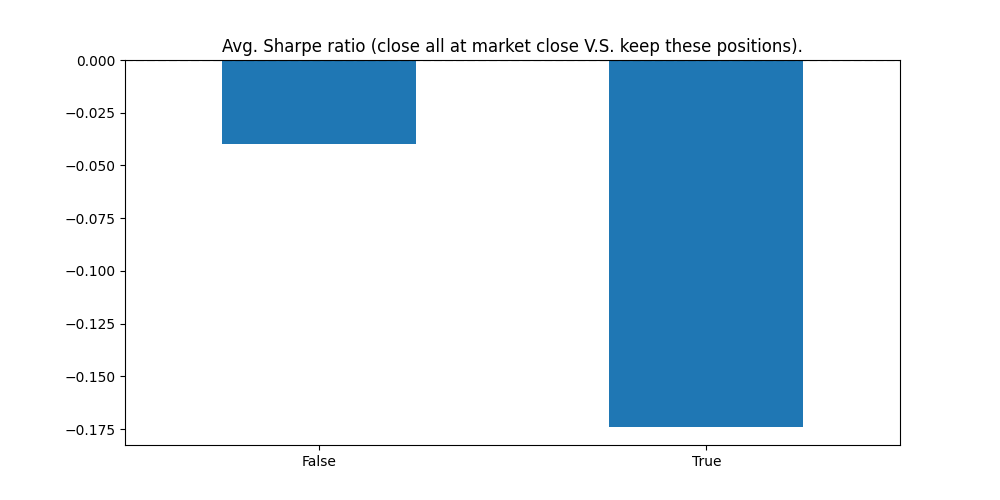 Avg. Sharpe ratio (close all at market close V.S. keep these positions).
0.000
−0.025
−0.050
−0.075
−0.100
−0.125
−0.150
−0.175
False
True